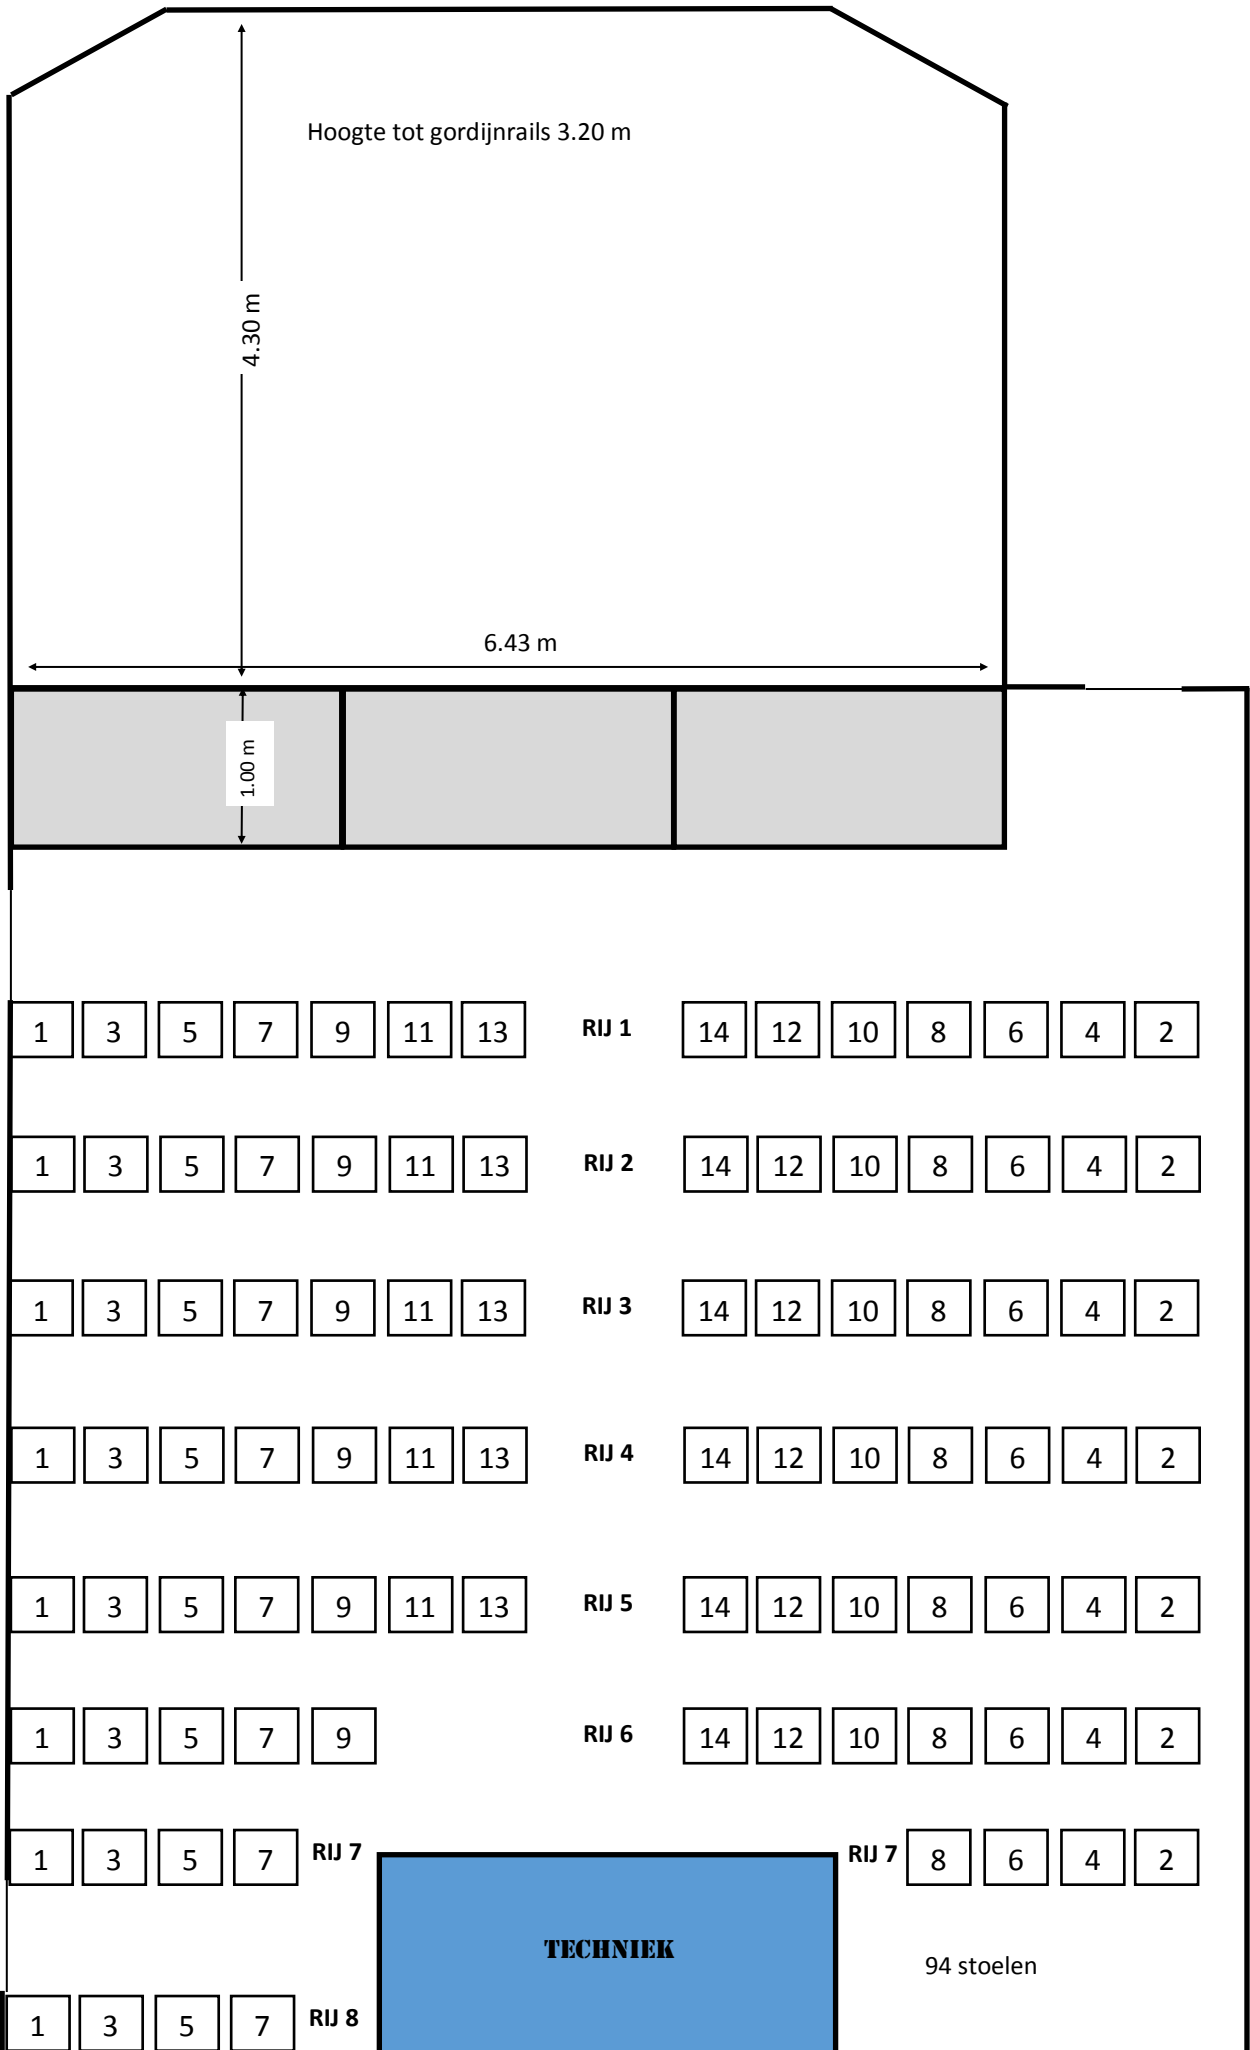 Hoogte tot gordijnrails 3.20 m
4.30 m
6.43 m
1.00 m
1 3 5 7 9 11 13 RIJ 1 14 12 10 8 6 4 2
1 3 5 7 9 11 13 RIJ 2 14 12 10 8 6 4 2
1 3 5 7 9 11 13 RIJ 3 14 12 10 8 6 4 2
1 3 5 7 9 11 13 RIJ 4 14 12 10 8 6 4 2
1 3 5 7 9 11 13 RIJ 5 14 12 10 8 6 4 2
1 3 5 7 9 RIJ 6 14 12 10 8 6 4 2
1 3 5 7 RIJ 7 RIJ 7 8 6 4 2
TECHNIEK
94 stoelen
1 3 5 7 RIJ 8